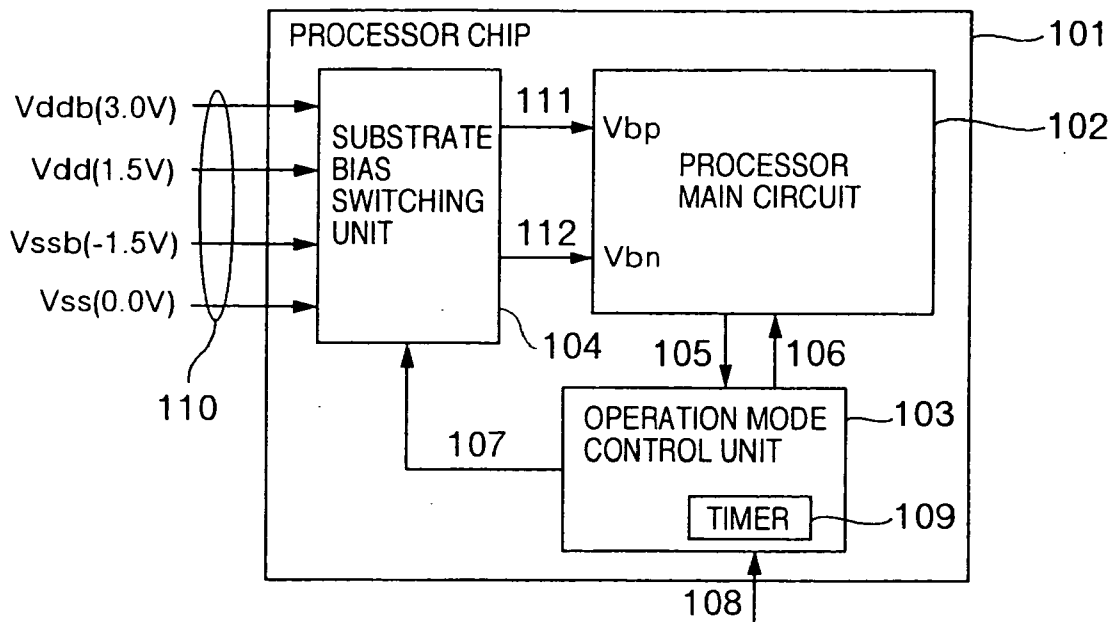 PROCESSOR CHIP
101
Vddb(3.0V)
Vdd(1.5V)
Vssb(-1.5V)
Vss(0.0V)
110
SUBSTRATE
BIAS
SWITCHING
UNIT
104
111
112
Vbp
Vbn
PROCESSOR
MAIN CIRCUIT
102
105
106
107
OPERATION MODE
CONTROL UNIT
103
TIMER
109
108